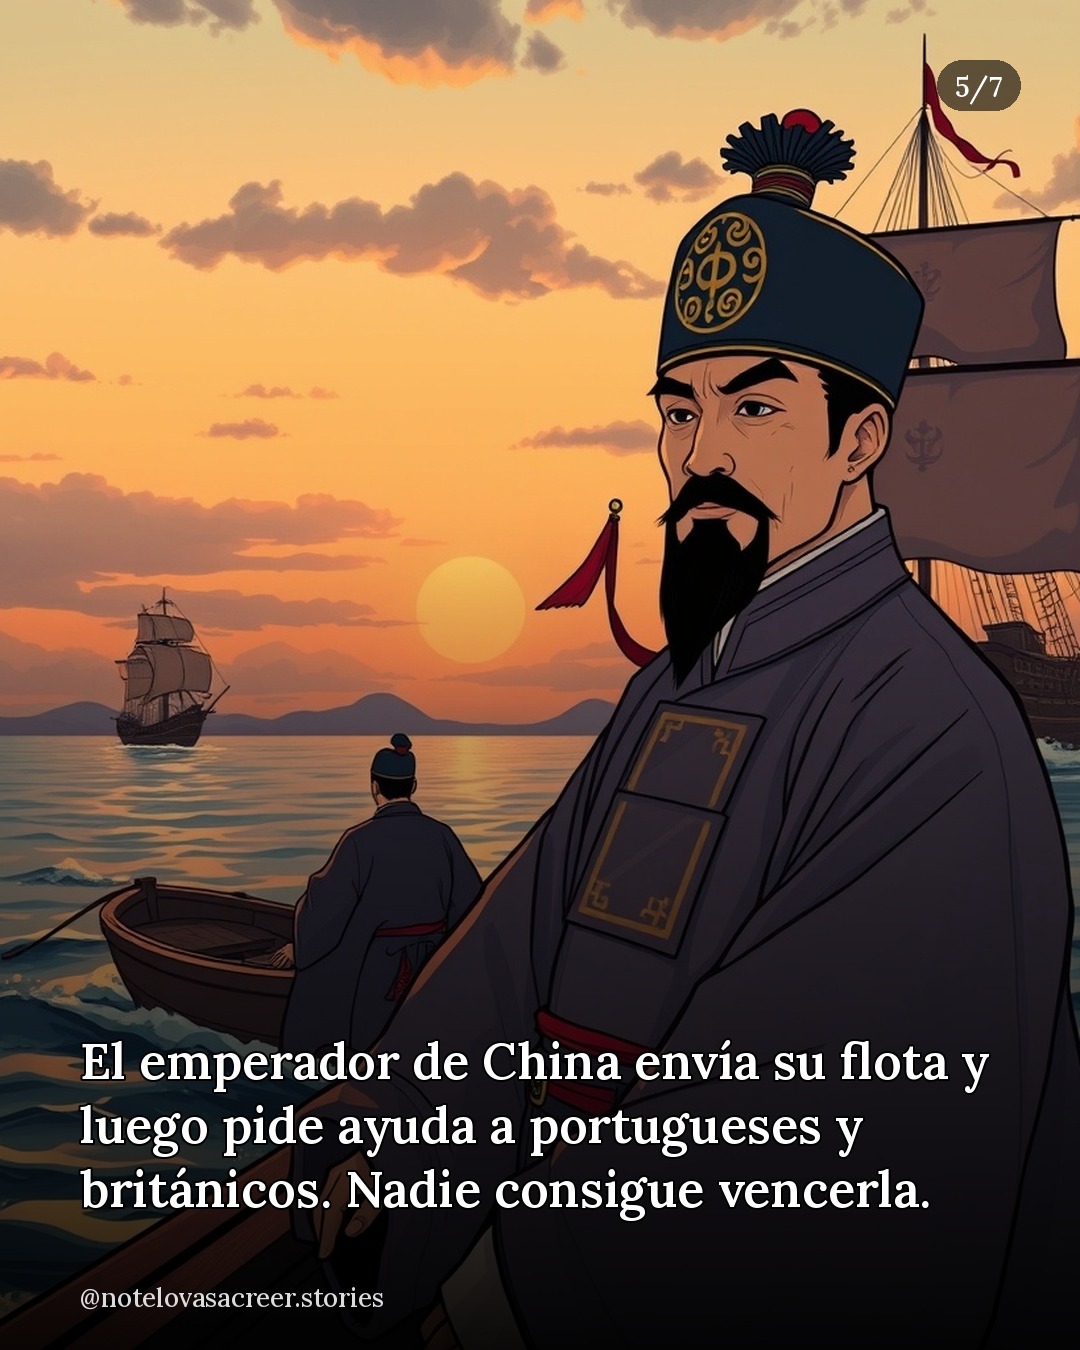 5/7
El emperador de China envía su flota y
luego pide ayuda a portugueses y
británicos. Nadie consigue vencerla.
@notelovasacreer.stories